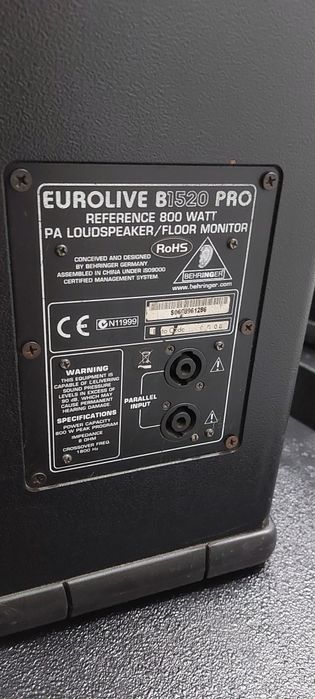 EUROLIVE B1520 PRO
REFERENCE 800 WATT
PA LOUDSPEAKER/FLOOR MONITOR
RoHS
CONCEIVED AND DESIGNED
BY BEHRINGER GERMANY.
ASSEMBLED IN CHINA UNDER ISO9000
CERTIFIED MANAGEMENT SYSTEM.
BEHRINGER
www.behringer.com
CE N11999
WARNING
THIS EQUIPMENT IS
CAPABLE OF DELIVERING
SOUND PRESSURE
LEVELS IN EXCESS OF
90 dB. WHICH MAY
CAUSE PERMANENT
HEARING DAMAGE.
PARALLEL
INPUT
SPECIFICATIONS
POWER CAPACITY
800 W PEAK PROGRAM
IMPEDANCE
8 OHM
CROSSOVER FREQ.
1800 Hz